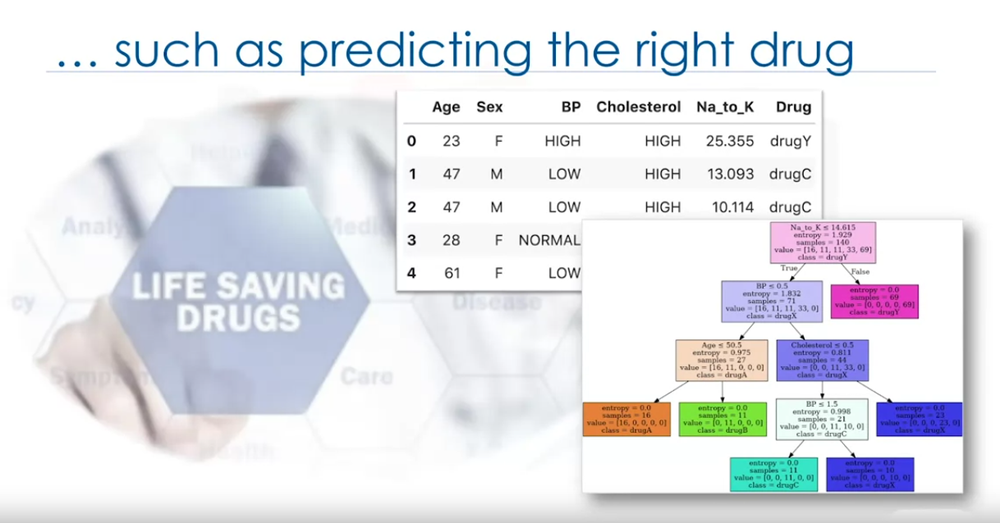 ... such as predicting the right drug
Age Sex BP Cholesterol Na_to_K Drug
0 23 F HIGH HIGH 25.355 drugY
1 47 M LOW HIGH 13.093 drugC
2 47 M LOW HIGH 10.114 drugC
3 28 F NORMAL
4 61 F LOW
LIFE SAVING
DRUGS
Analy
Medi
cy
Disease
Symptom
Care
Health
Na_to_K ≤ 14.615
entropy = 1.929
samples = 140
value = [16, 11, 11, 33, 69]
class = drugY
True
False
BP ≤ 0.5
entropy = 1.832
samples = 71
value = [16, 11, 11, 33, 0]
class = drugX
entropy = 0.0
samples = 69
value = [0, 0, 0, 0, 69]
class = drugY
Age ≤ 50.5
entropy = 0.975
samples = 27
value = [16, 11, 0, 0, 0]
class = drugA
Cholesterol ≤ 0.5
entropy = 0.811
samples = 44
value = [0, 0, 11, 33, 0]
class = drugX
entropy = 0.0
samples = 16
value = [16, 0, 0, 0, 0]
class = drugA
entropy = 0.0
samples = 11
value = [0, 11, 0, 0, 0]
class = drugB
BP ≤ 1.5
entropy = 0.998
samples = 21
value = [0, 0, 11, 10, 0]
class = drugC
entropy = 0.0
samples = 23
value = [0, 0, 0, 23, 0]
class = drugX
entropy = 0.0
samples = 11
value = [0, 0, 11, 0, 0]
class = drugC
entropy = 0.0
samples = 10
value = [0, 0, 0, 10, 0]
class = drugX